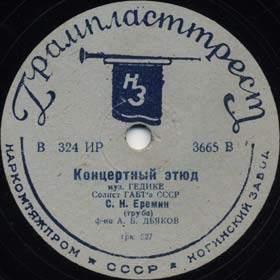 Грампласттрест
НЗ
В 324 ИР 3665 В
Концертный этюд
муз. ГЕДИКЕ
Солист ГАБТ'а СССР
С. Н. Еремин
(труба)
ф-но А. Б. ДЬЯКОВ
грк 527
НАРКОМТЯЖПРОМ ★ СССР ★ НОГИНСКИЙ ЗАВОД